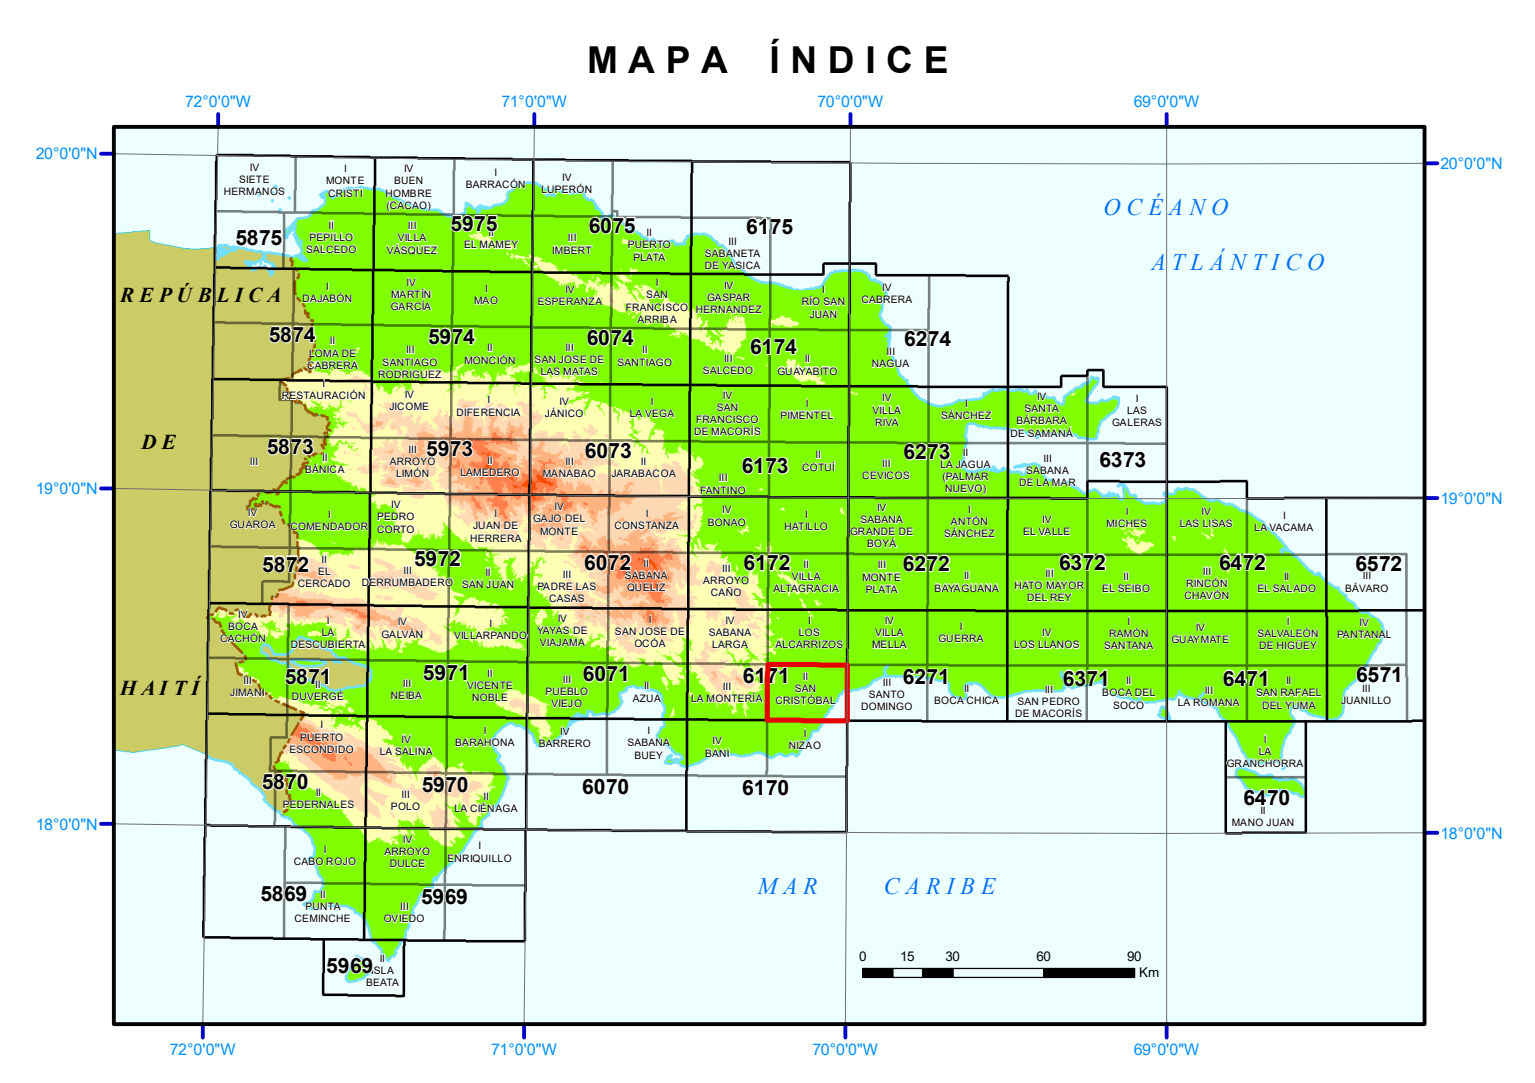 MAPA ÍNDICE
72°0'0"W
71°0'0"W
70°0'0"W
69°0'0"W
20°0'0"N
20°0'0"N
IV
SIETE
HERMANOS
I
MONTE
CRISTI
IV
BUEN
HOMBRE
(CACAO)
I
BARRACÓN
IV
LUPERÓN
OCÉANO
ATLÁNTICO
5875
II
PEPILLO
SALCEDO
III
VILLA
VÁSQUEZ
5975
II
EL MAMEY
III
IMBERT
6075
II
PUERTO
PLATA
6175
III
SABANETA
DE YASICA
REPÚBLICA
I
DAJABÓN
IV
MARTÍN
GARCÍA
I
MAO
IV
ESPERANZA
I
SAN
FRANCISCO
ARRIBA
IV
GASPAR
HERNANDEZ
I
RÍO SAN
JUAN
IV
CABRERA
5874
II
LOMA DE
CABRERA
III
SANTIAGO
RODRIGUEZ
5974
II
MONCIÓN
III
SAN JOSE DE
LAS MATAS
6074
II
SANTIAGO
III
SALCEDO
6174
II
GUAYABITO
III
NAGUA
6274
I
RESTAURACIÓN
IV
JICOME
I
DIFERENCIA
IV
JÁNICO
I
LA VEGA
IV
SAN
FRANCISCO
DE MACORÍS
I
PIMENTEL
IV
VILLA
RIVA
I
SÁNCHEZ
IV
SANTA
BÁRBARA
DE SAMANÁ
I
LAS
GALERAS
DE
III
5873
II
BÁNICA
III
ARROYO
LIMÓN
5973
II
LAMEDERO
III
MANABAO
6073
II
JARABACOA
III
FANTINO
6173
II
COTUÍ
III
CEVICOS
6273
II
LA JAGUA
(PALMAR
NUEVO)
III
SABANA
DE LA MAR
6373
19°0'0"N
19°0'0"N
IV
GUAROA
I
COMENDADOR
IV
PEDRO
CORTO
I
JUAN DE
HERRERA
IV
GAJO DEL
MONTE
I
CONSTANZA
IV
BONAO
I
HATILLO
IV
SABANA
GRANDE DE
BOYÁ
I
ANTÓN
SÁNCHEZ
IV
EL VALLE
I
MICHES
IV
LAS LISAS
I
LA VACAMA
5872
II
EL
CERCADO
III
DERRUMBADERO
5972
II
SAN JUAN
III
PADRE LAS
CASAS
6072
II
SABANA
QUELIZ
III
ARROYO
CAÑO
6172
II
VILLA
ALTAGRACIA
III
MONTE
PLATA
6272
II
BAYAGUANA
III
HATO MAYOR
DEL REY
6372
II
EL SEIBO
III
RINCÓN
CHAVÓN
6472
II
EL SALADO
6572
III
BÁVARO
IV
BOCA
CACHÓN
I
LA
DESCUBIERTA
IV
GALVÁN
I
VILLARPANDO
IV
YAYAS DE
VIAJAMA
I
SAN JOSE DE
OCÓA
IV
SABANA
LARGA
I
LOS
ALCARRIZOS
IV
VILLA
MELLA
I
GUERRA
IV
LOS LLANOS
I
RAMÓN
SANTANA
IV
GUAYMATE
I
SALVALEÓN
DE HIGUEY
IV
PANTANAL
HAITÍ
III
JIMANI
5871
II
DUVERGÉ
III
NEIBA
5971
II
VICENTE
NOBLE
III
PUEBLO
VIEJO
6071
II
AZUA
III
LA MONTERIA
6171
II
SAN
CRISTÓBAL
III
SANTO
DOMINGO
6271
II
BOCA CHICA
III
SAN PEDRO
DE MACORÍS
6371
II
BOCA DEL
SOCO
III
LA ROMANA
6471
II
SAN RAFAEL
DEL YUMA
6571
III
JUANILLO
I
PUERTO
ESCONDIDO
IV
LA SALINA
I
BARAHONA
IV
BARRERO
I
SABANA
BUEY
IV
BANI
I
NIZAO
I
LA
GRANCHORRA
5870
II
PEDERNALES
III
POLO
5970
II
LA CIÉNAGA
6070
6170
6470
II
MANO JUAN
18°0'0"N
18°0'0"N
I
CABO ROJO
IV
ARROYO
DULCE
I
ENRIQUILLO
MAR CARIBE
5869
II
PUNTA
CEMINCHE
III
OVIEDO
5969
5969
II
ISLA
BEATA
0 15 30 60 90
Km
72°0'0"W
71°0'0"W
70°0'0"W
69°0'0"W